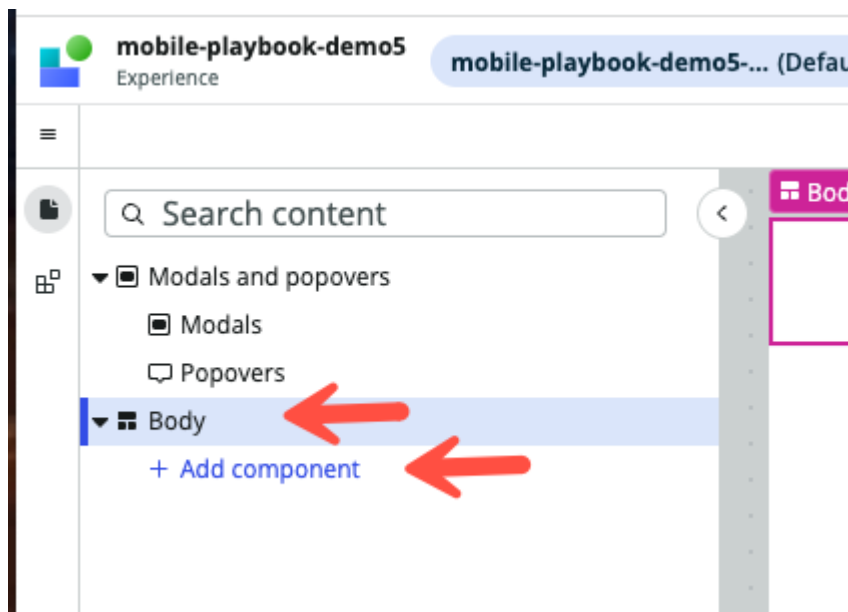 mobile-playbook-demo5
Experience
mobile-playbook-demo5-... (Defau
Search content
Bod
Modals and popovers
Modals
Popovers
Body
+ Add component